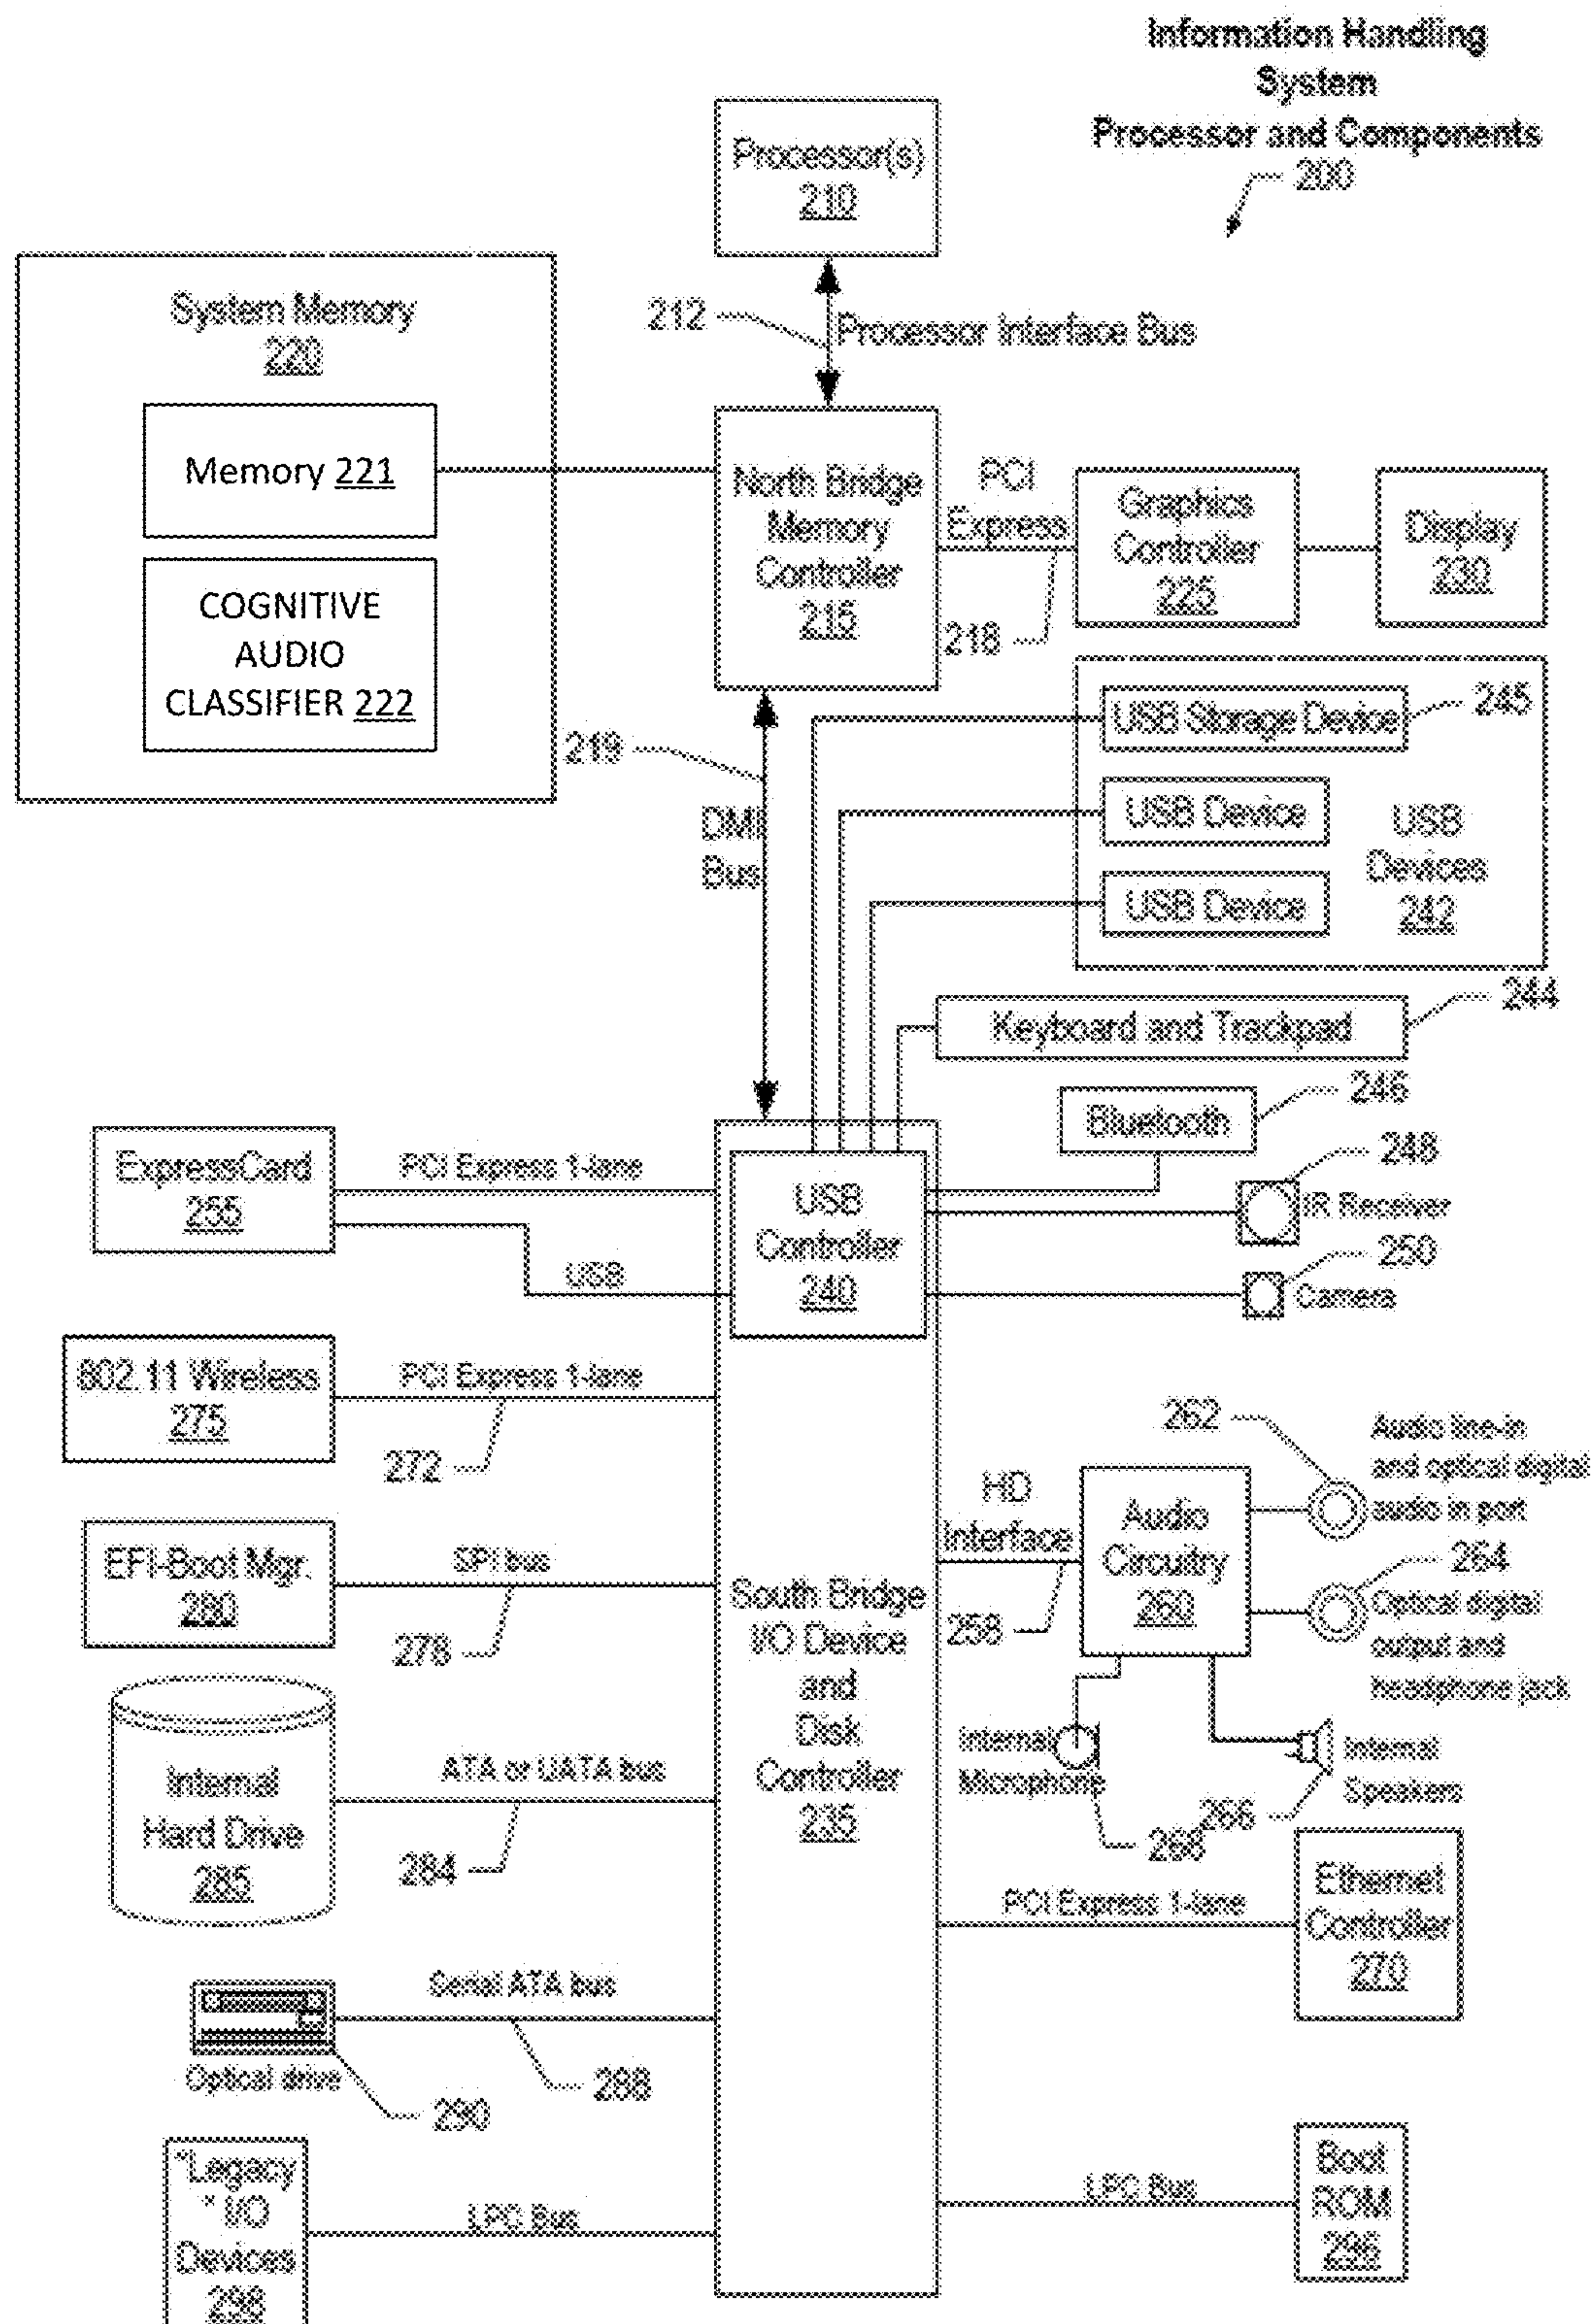 Information Handling
System
Processor and Components
200
Processor(s)
210
212
Processor Interface Bus
System Memory
220
Memory 221
COGNITIVE
AUDIO
CLASSIFIER 222
North Bridge
Memory
Controller
215
PCI
Express
218
Graphics
Controller
225
Display
230
219
DMI
Bus
USB Storage Device
245
USB Device
USB Device
USB
Devices
242
Keyboard and Trackpad
244
Bluetooth
246
248
IR Receiver
250
Camera
ExpressCard
255
PCI Express 1-lane
USB
USB
Controller
240
802.11 Wireless
275
PCI Express 1-lane
272
EFI-Boot Mgr.
280
SPI bus
278
Internal
Hard Drive
285
ATA or UATA bus
284
Serial ATA bus
288
Optical drive
290
"Legacy
" I/O
Devices
298
LPC Bus
South Bridge
I/O Device
and
Disk
Controller
235
HD
Interface
258
Audio
Circuitry
260
262
Audio line-in
and optical digital
audio in port
264
Optical digital
output and
headphone jack
Internal
Microphone
268
266
Internal
Speakers
PCI Express 1-lane
Ethernet
Controller
270
LPC Bus
Boot
ROM
296